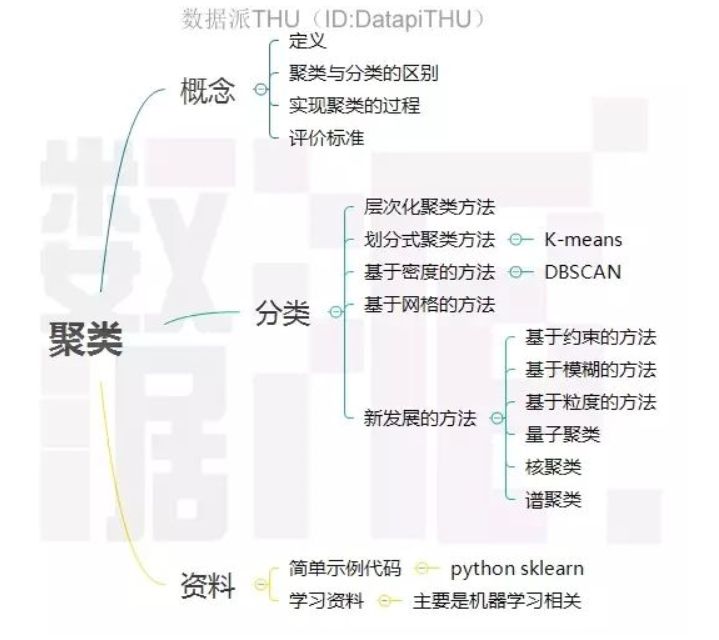 数据派THU（ID:DatapiTHU）
定义
聚类与分类的区别
概念
实现聚类的过程
评价标准
层次化聚类方法
划分式聚类方法 K-means
基于密度的方法 DBSCAN
分类
基于网格的方法
聚类
基于约束的方法
基于模糊的方法
基于粒度的方法
新发展的方法
量子聚类
核聚类
谱聚类
简单示例代码 python sklearn
资料
学习资料 主要是机器学习相关
数据派